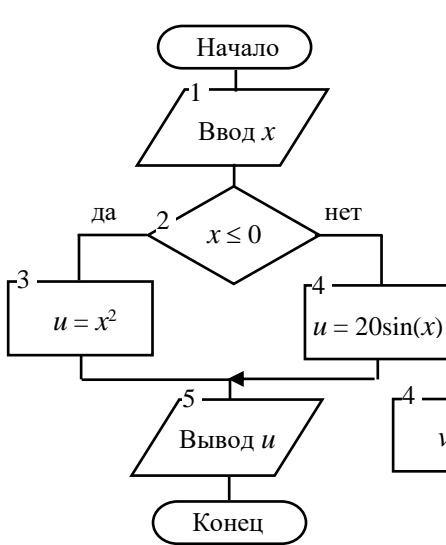 Начало
1
Ввод x
да
2
нет
x ≤ 0
3
u = x²
4
u = 20sin(x)
5
Вывод u
4
Конец